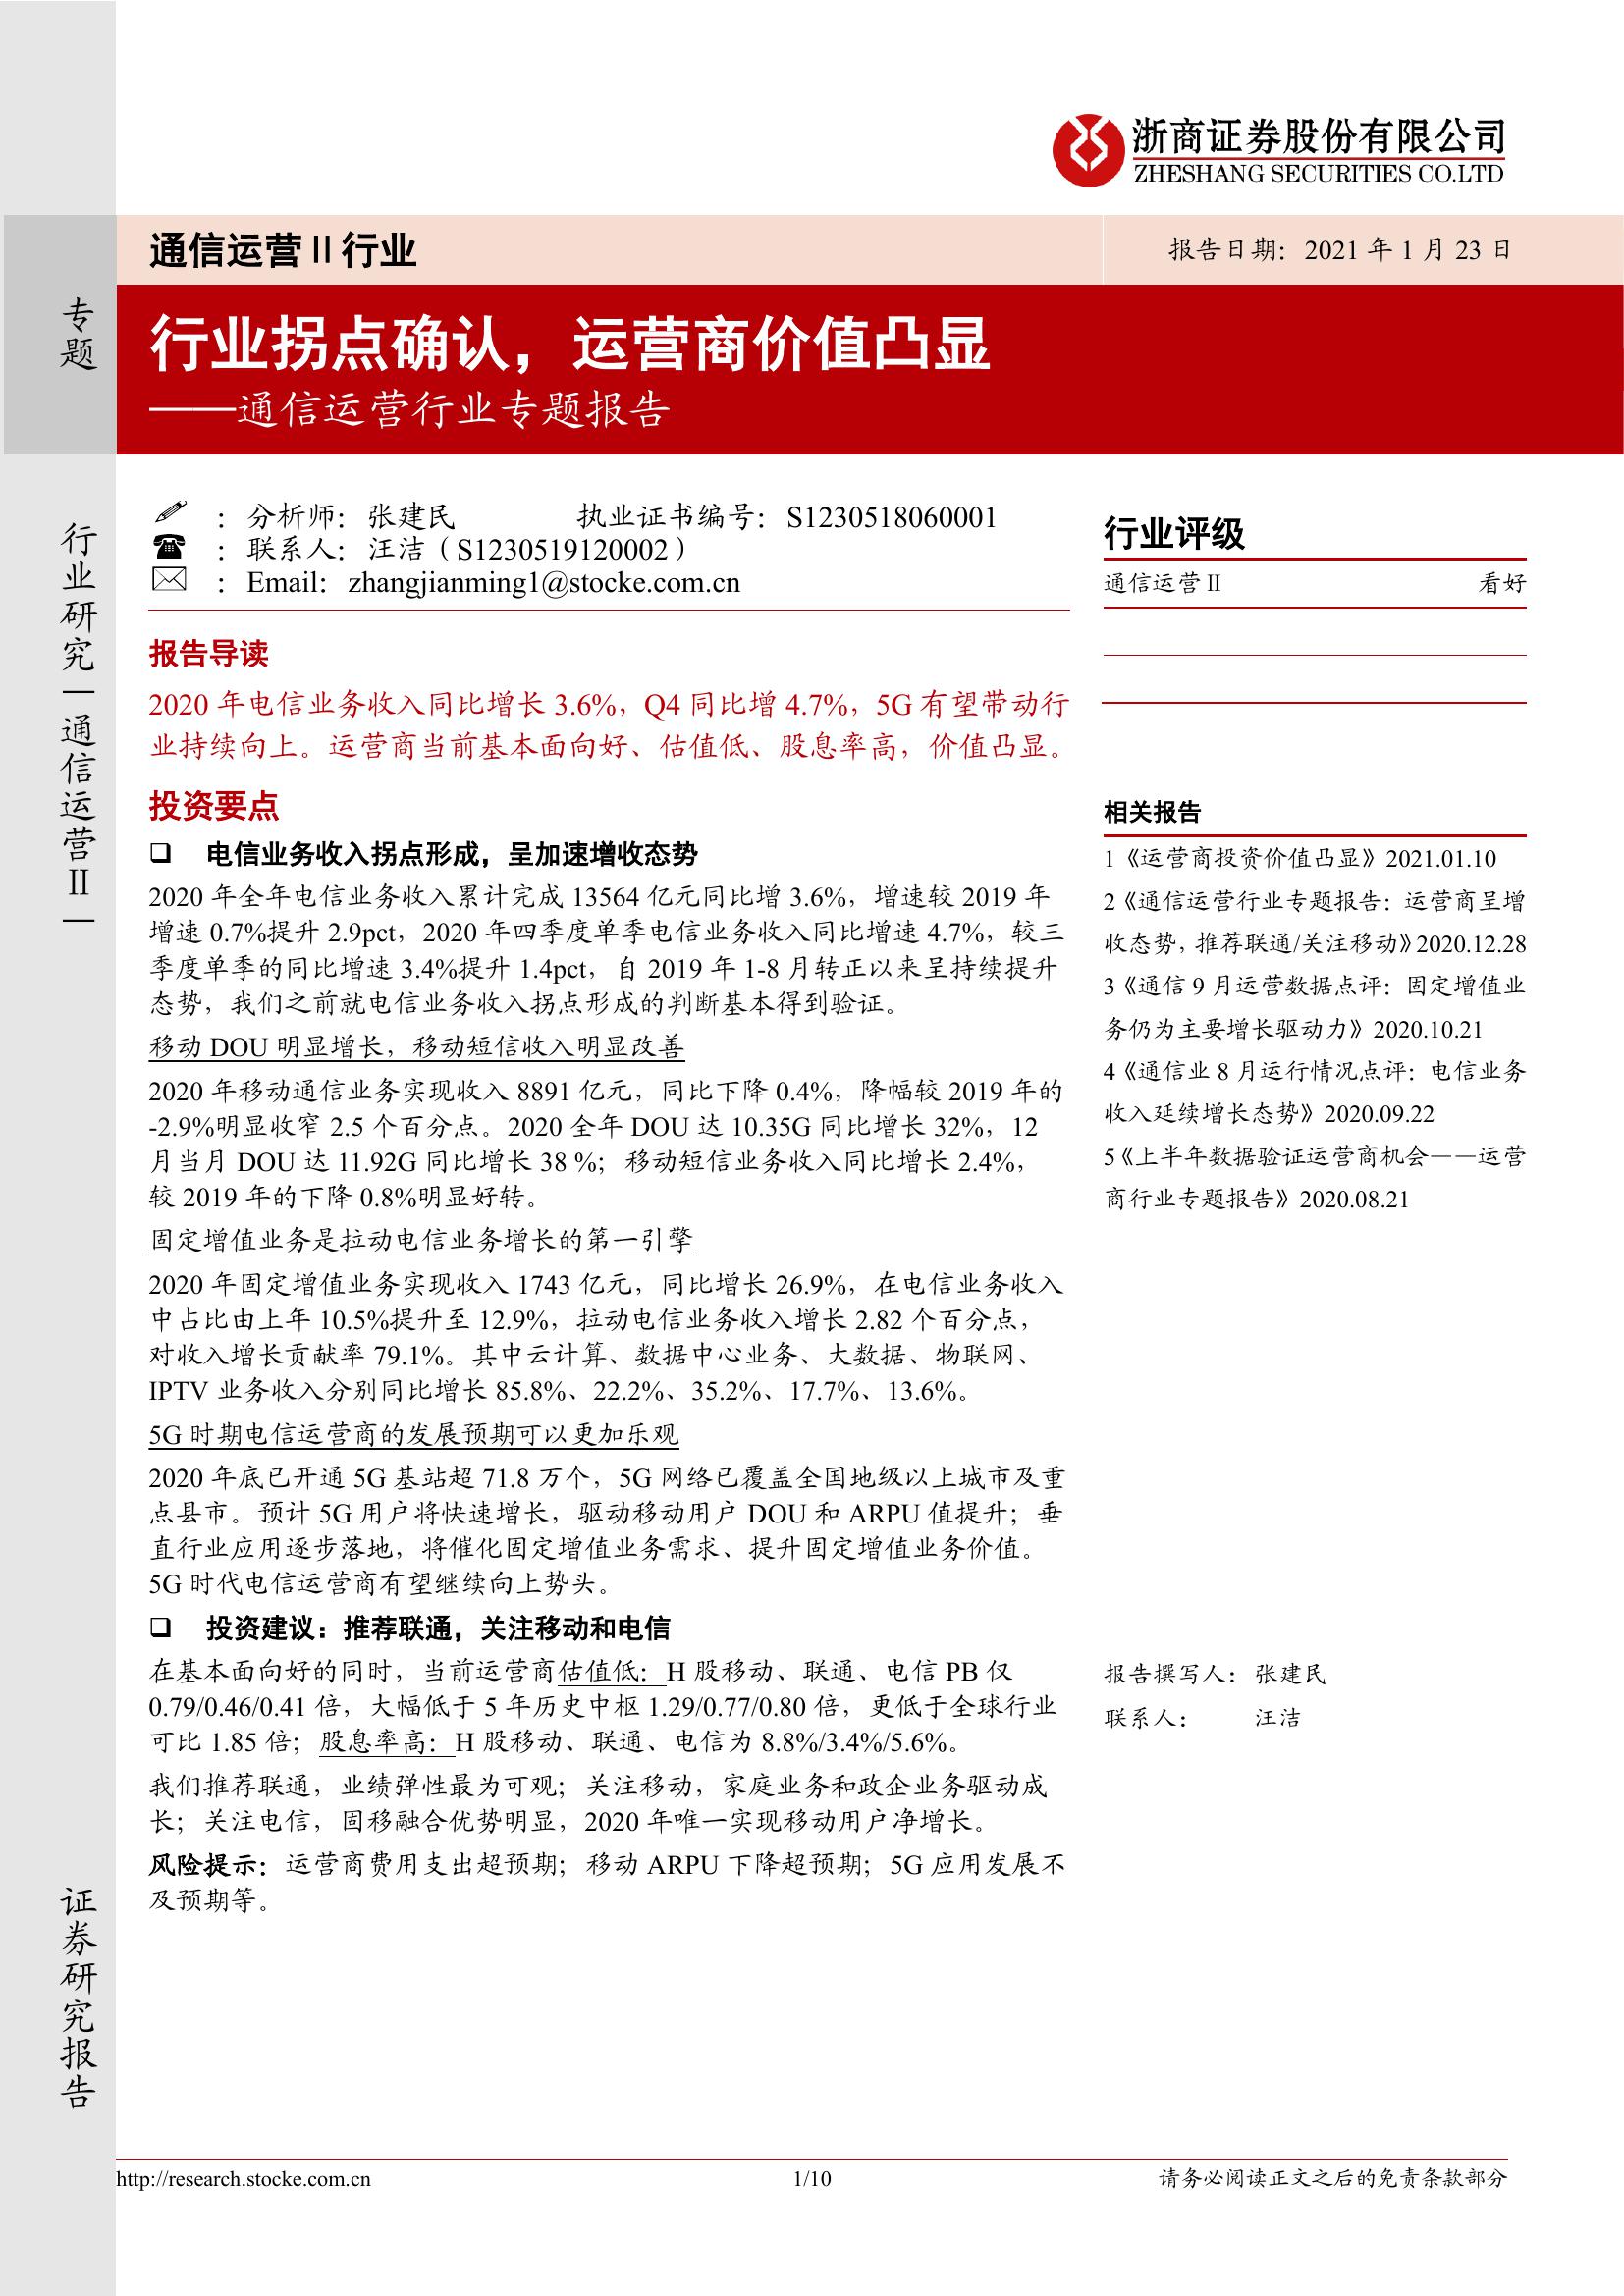 浙商证券股份有限公司
ZHESHANG SECURITIES CO.LTD
通信运营Ⅱ行业
报告日期：2021 年 1 月 23 日
专题
行业拐点确认，运营商价值凸显
——通信运营行业专题报告
行业研究｜通信运营Ⅱ｜
证券研究报告
：分析师：张建民 执业证书编号：S1230518060001
：联系人：汪洁（S1230519120002）
：Email：zhangjianming1@stocke.com.cn
报告导读
2020 年电信业务收入同比增长 3.6%，Q4 同比增 4.7%，5G 有望带动行
业持续向上。运营商当前基本面向好、估值低、股息率高，价值凸显。
投资要点
❑ 电信业务收入拐点形成，呈加速增收态势
2020 年全年电信业务收入累计完成 13564 亿元同比增 3.6%，增速较 2019 年
增速 0.7%提升 2.9pct，2020 年四季度单季电信业务收入同比增速 4.7%，较三
季度单季的同比增速 3.4%提升 1.4pct，自 2019 年 1-8 月转正以来呈持续提升
态势，我们之前就电信业务收入拐点形成的判断基本得到验证。
移动 DOU 明显增长，移动短信收入明显改善
2020 年移动通信业务实现收入 8891 亿元，同比下降 0.4%，降幅较 2019 年的
-2.9%明显收窄 2.5 个百分点。2020 全年 DOU 达 10.35G 同比增长 32%，12
月当月 DOU 达 11.92G 同比增长 38 %；移动短信业务收入同比增长 2.4%，
较 2019 年的下降 0.8%明显好转。
固定增值业务是拉动电信业务增长的第一引擎
2020 年固定增值业务实现收入 1743 亿元，同比增长 26.9%，在电信业务收入
中占比由上年 10.5%提升至 12.9%，拉动电信业务收入增长 2.82 个百分点，
对收入增长贡献率 79.1%。其中云计算、数据中心业务、大数据、物联网、
IPTV 业务收入分别同比增长 85.8%、22.2%、35.2%、17.7%、13.6%。
5G 时期电信运营商的发展预期可以更加乐观
2020 年底已开通 5G 基站超 71.8 万个，5G 网络已覆盖全国地级以上城市及重
点县市。预计 5G 用户将快速增长，驱动移动用户 DOU 和 ARPU 值提升；垂
直行业应用逐步落地，将催化固定增值业务需求、提升固定增值业务价值。
5G 时代电信运营商有望继续向上势头。
❑ 投资建议：推荐联通，关注移动和电信
在基本面向好的同时，当前运营商估值低：H 股移动、联通、电信 PB 仅
0.79/0.46/0.41 倍，大幅低于 5 年历史中枢 1.29/0.77/0.80 倍，更低于全球行业
可比 1.85 倍；股息率高：H 股移动、联通、电信为 8.8%/3.4%/5.6%。
我们推荐联通，业绩弹性最为可观；关注移动，家庭业务和政企业务驱动成
长；关注电信，固移融合优势明显，2020 年唯一实现移动用户净增长。
风险提示：运营商费用支出超预期；移动 ARPU 下降超预期；5G 应用发展不
及预期等。
行业评级
通信运营Ⅱ 看好
相关报告
1《运营商投资价值凸显》2021.01.10
2《通信运营行业专题报告：运营商呈增
收态势，推荐联通/关注移动》2020.12.28
3《通信 9 月运营数据点评：固定增值业
务仍为主要增长驱动力》2020.10.21
4《通信业 8 月运行情况点评：电信业务
收入延续增长态势》2020.09.22
5《上半年数据验证运营商机会——运营
商行业专题报告》2020.08.21
报告撰写人：张建民
联系人： 汪洁
http://research.stocke.com.cn
1/10
请务必阅读正文之后的免责条款部分